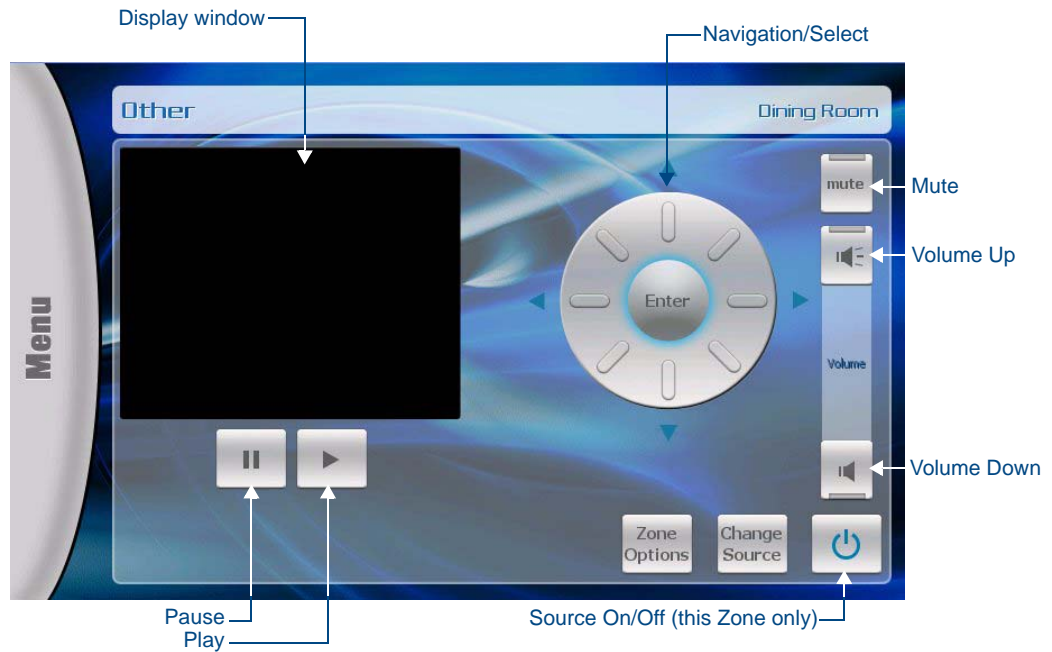 Display window
Navigation/Select
Other
Dining Room
mute
Mute
Volume Up
Enter
Menu
Volume
Volume Down
Zone
Options
Change
Source
Pause
Play
Source On/Off (this Zone only)